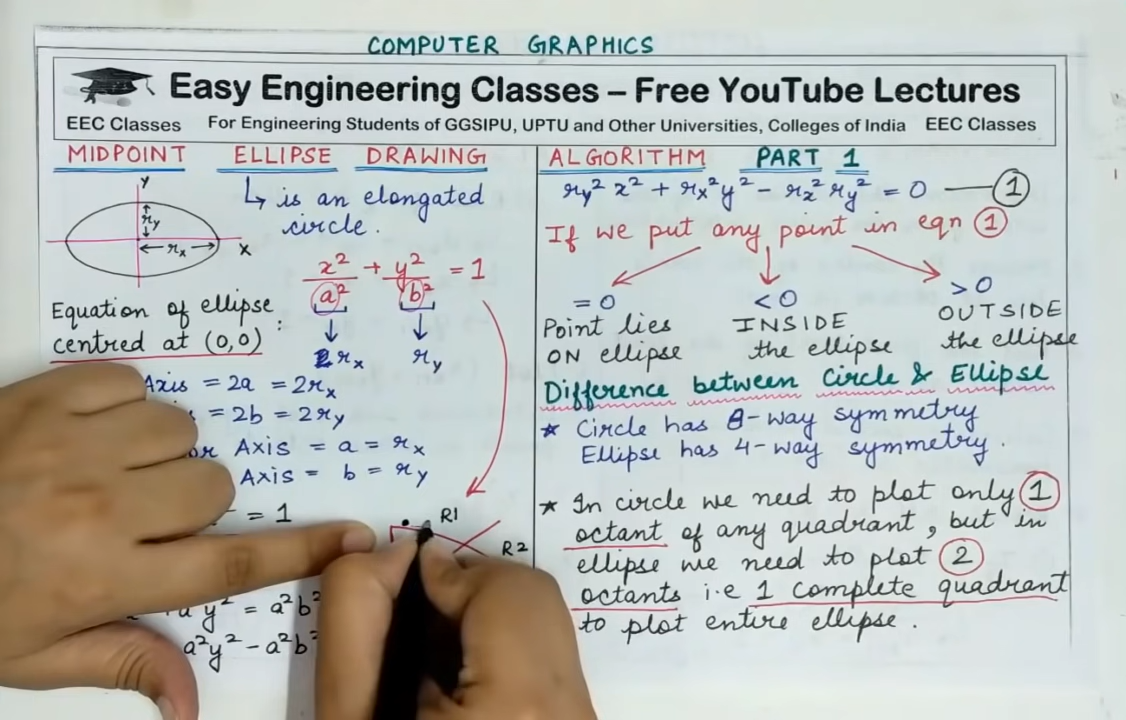 COMPUTER GRAPHICS
Easy Engineering Classes – Free YouTube Lectures
EEC Classes For Engineering Students of GGSIPU, UPTU and Other Universities, Colleges of India EEC Classes
MIDPOINT ELLIPSE DRAWING
Y
ry
rx
X
↳ is an elongated
circle.
x²/a² + y²/b² = 1
↓ ↓
rx ry
Equation of ellipse
centred at (0,0) :
Axis = 2a = 2rx
= 2b = 2ry
Axis = a = rx
Axis = b = ry
= 1
R1
R2
y² = a²b²
a²y² - a²b²
ALGORITHM PART 1
ry² x² + rx² y² - rx² ry² = 0 — ①
If we put any point in eqn ①
= 0 < 0 > 0
Point lies INSIDE OUTSIDE
ON ellipse the ellipse the ellipse
Difference between Circle & Ellipse
* Circle has 8-way symmetry
Ellipse has 4-way symmetry.
* In circle we need to plot only ①
octant of any quadrant, but in
ellipse we need to plot ②
octants i.e 1 complete quadrant
to plot entire ellipse.